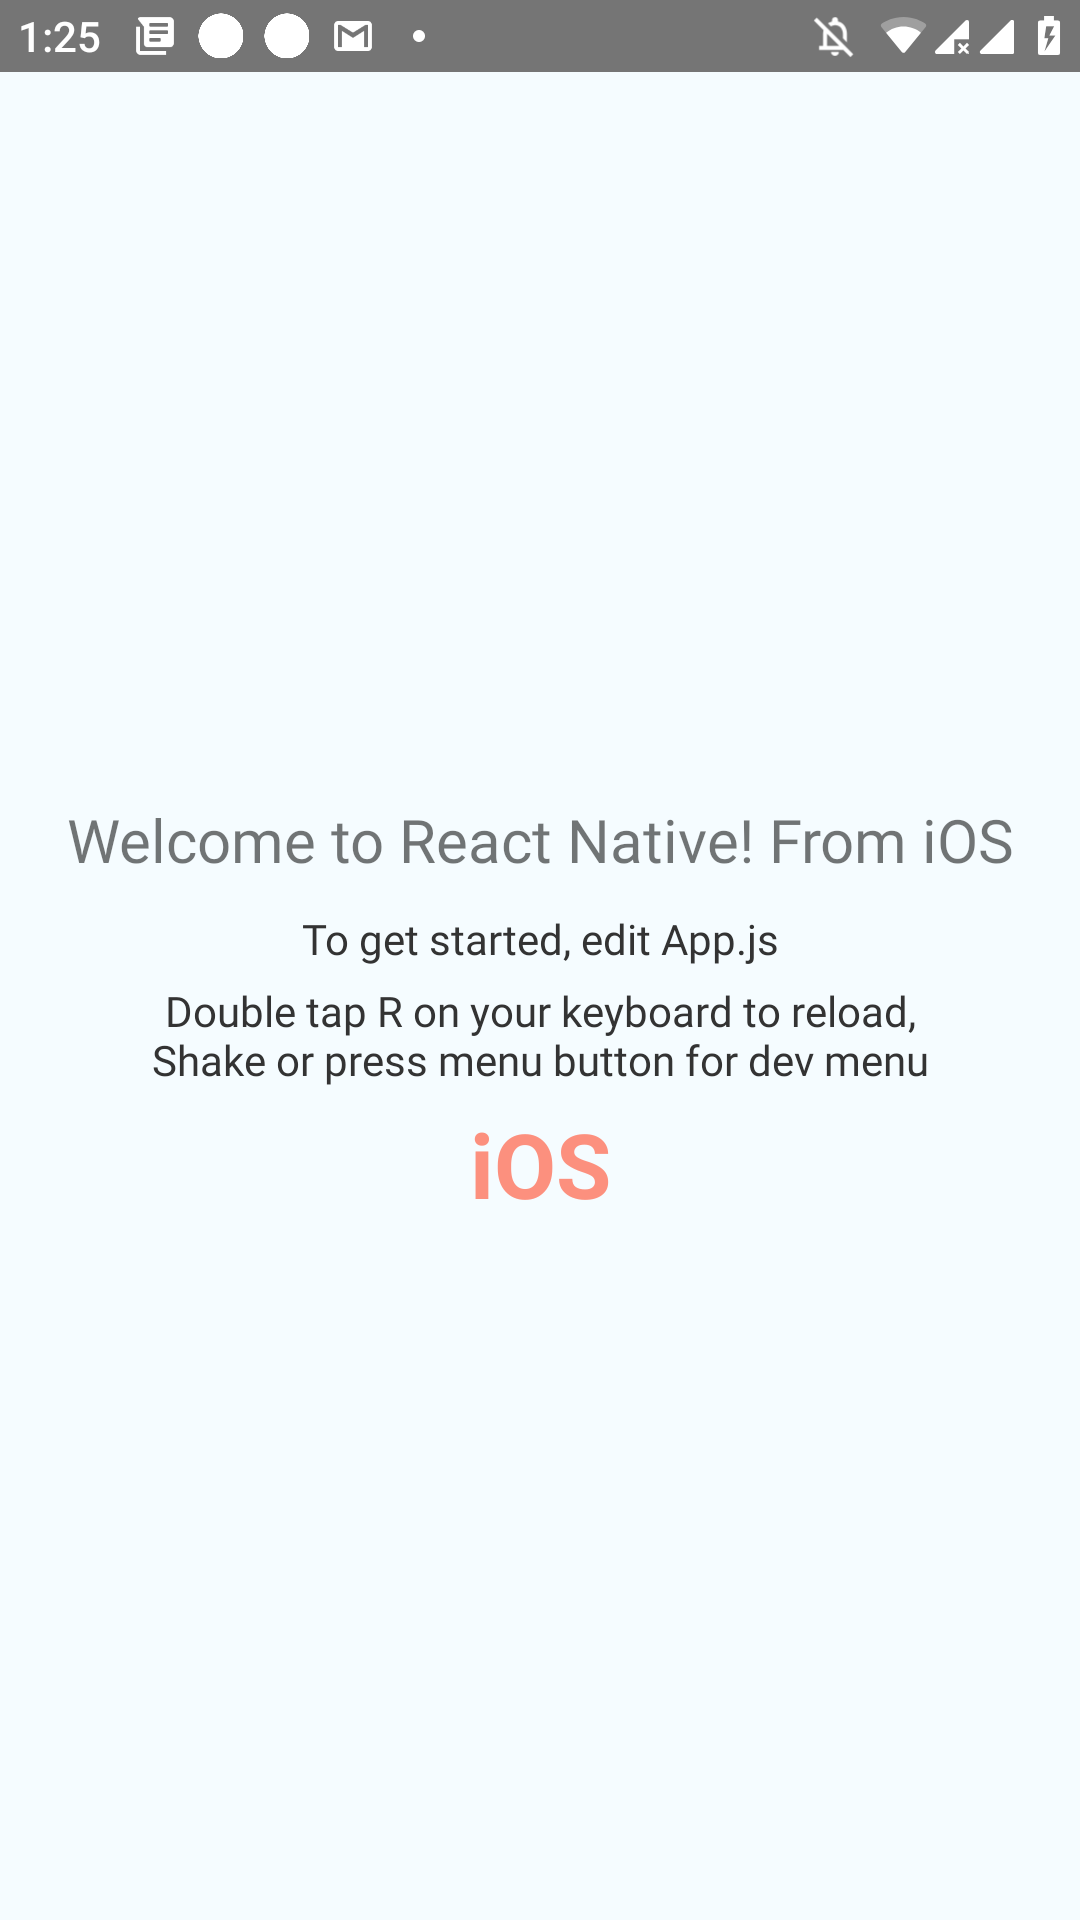 1:25
Welcome to React Native! From iOS
To get started, edit App.js
Double tap R on your keyboard to reload,
Shake or press menu button for dev menu
iOS